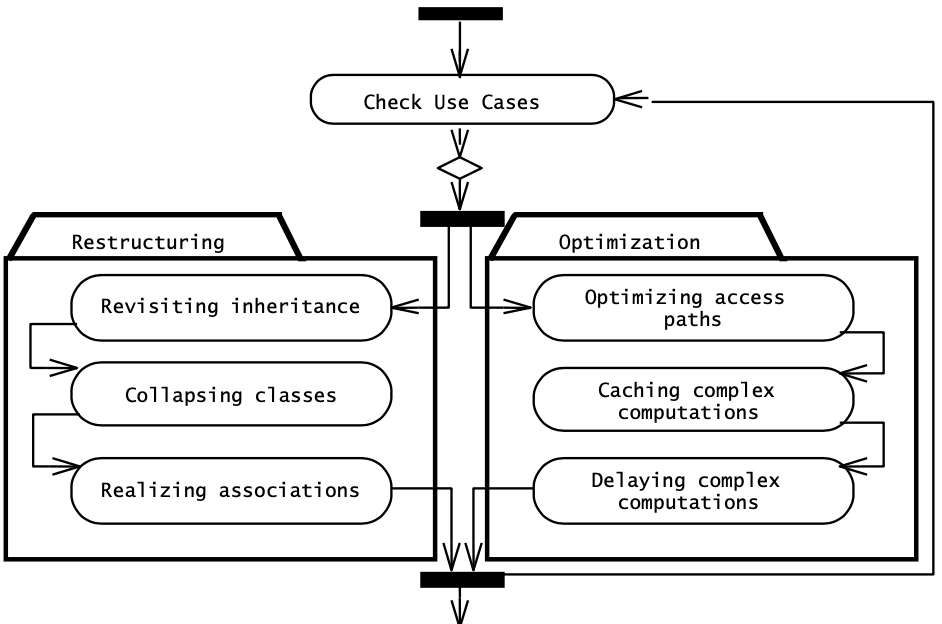 Check Use Cases
Restructuring
Optimization
Revisiting inheritance
Optimizing access
paths
Collapsing classes
Caching complex
computations
Realizing associations
Delaying complex
computations